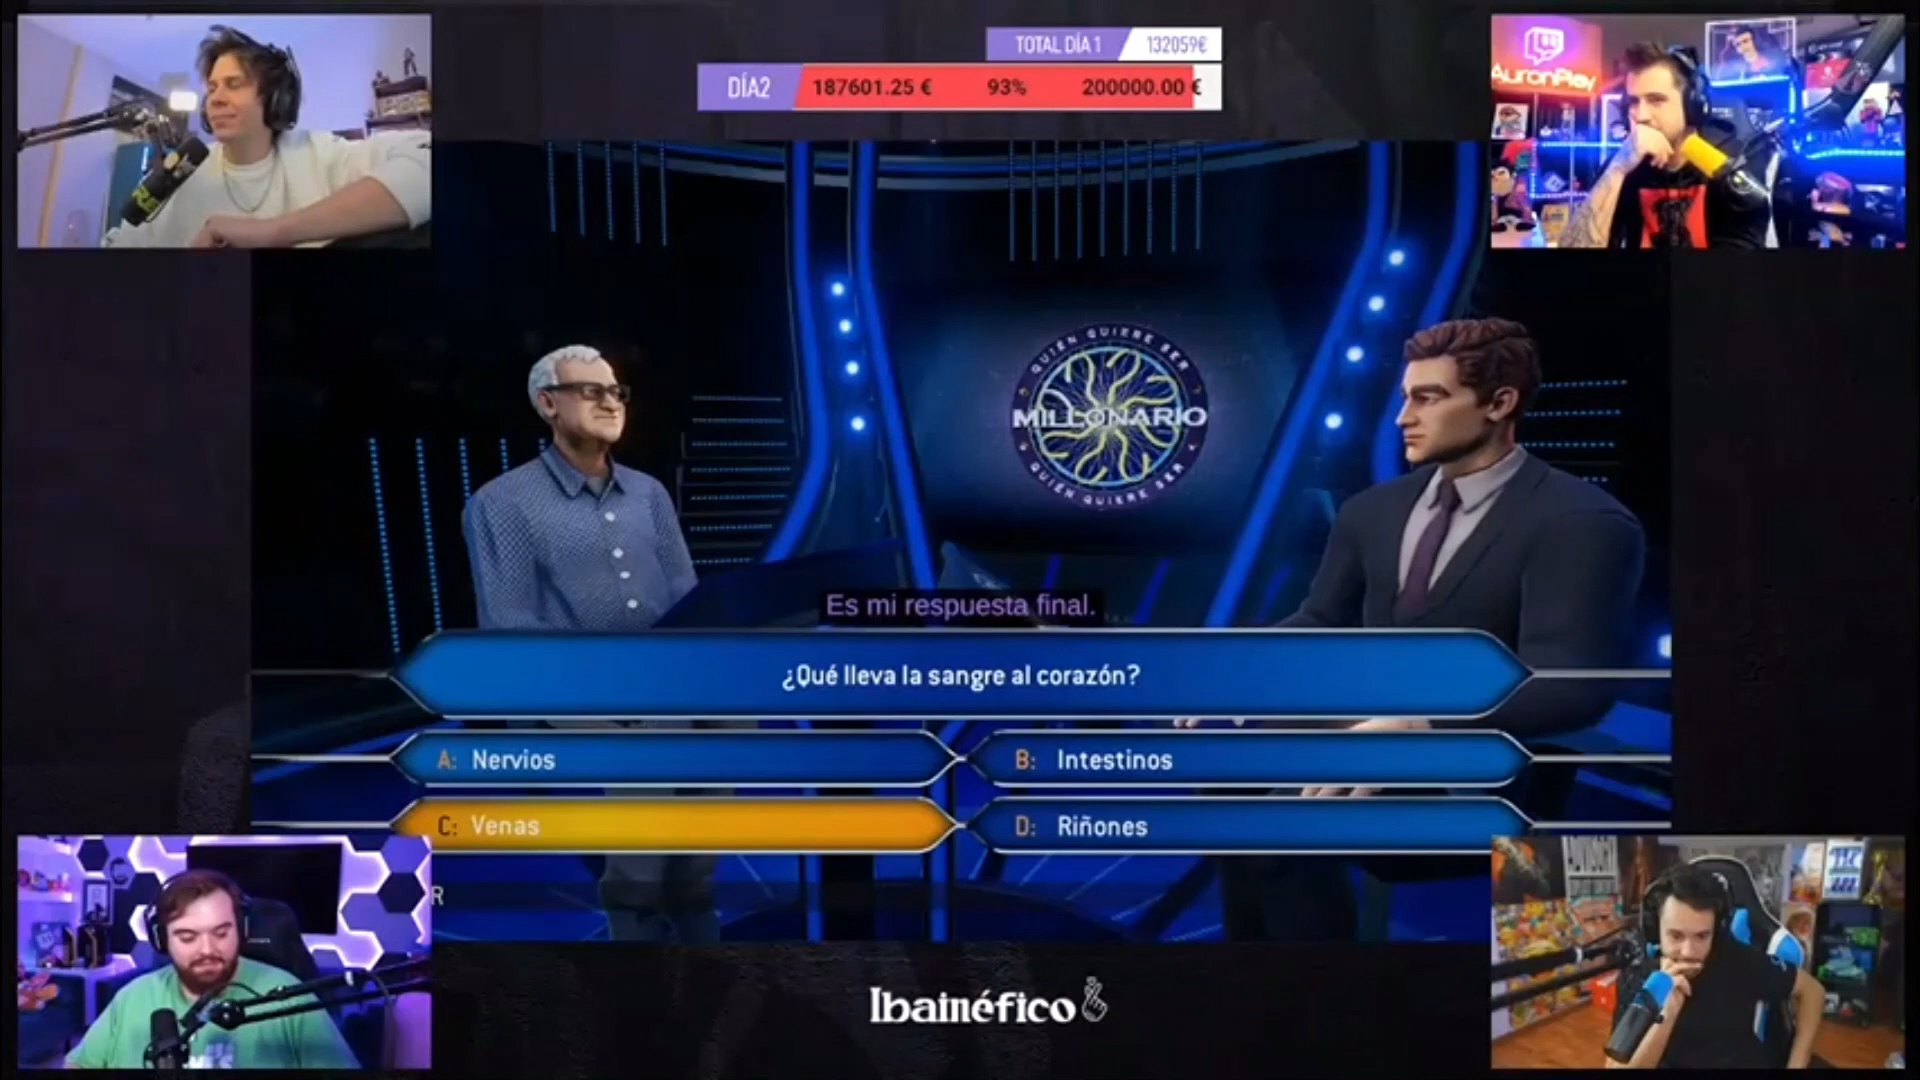 TOTAL DÍA 1 132059€
DÍA2 187601.25 € 93% 200000.00 €
AuronPlay
QUIÉN QUIERE SER
MILLONARIO
QUIÉN QUIERE SER
Es mi respuesta final.
¿Qué lleva la sangre al corazón?
A: Nervios
B: Intestinos
C: Venas
D: Riñones
R
Ibainéfico